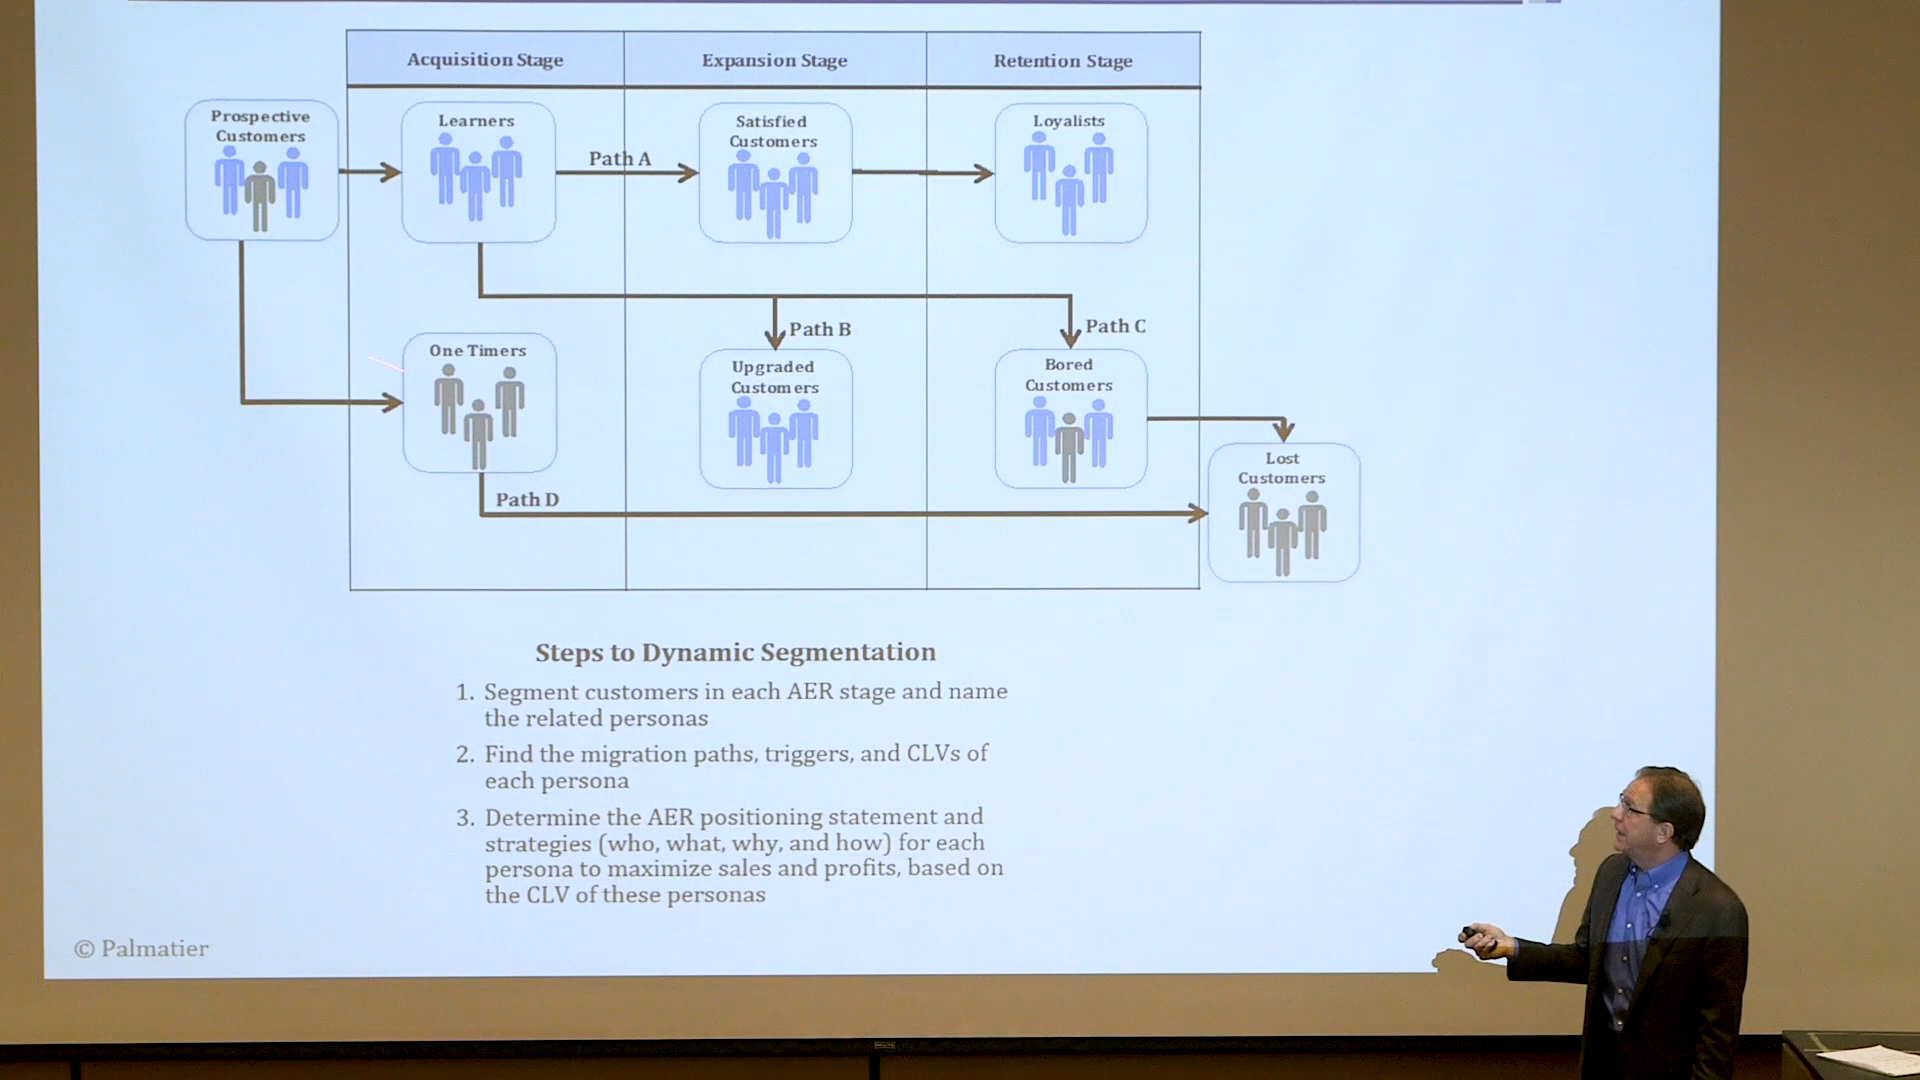 Acquisition Stage
Expansion Stage
Retention Stage
Prospective
Customers
Learners
Path A
Satisfied
Customers
Loyalists
One Timers
Path B
Upgraded
Customers
Path C
Bored
Customers
Path D
Lost
Customers
Steps to Dynamic Segmentation
1. Segment customers in each AER stage and name
the related personas
2. Find the migration paths, triggers, and CLVs of
each persona
3. Determine the AER positioning statement and
strategies (who, what, why, and how) for each
persona to maximize sales and profits, based on
the CLV of these personas
© Palmatier